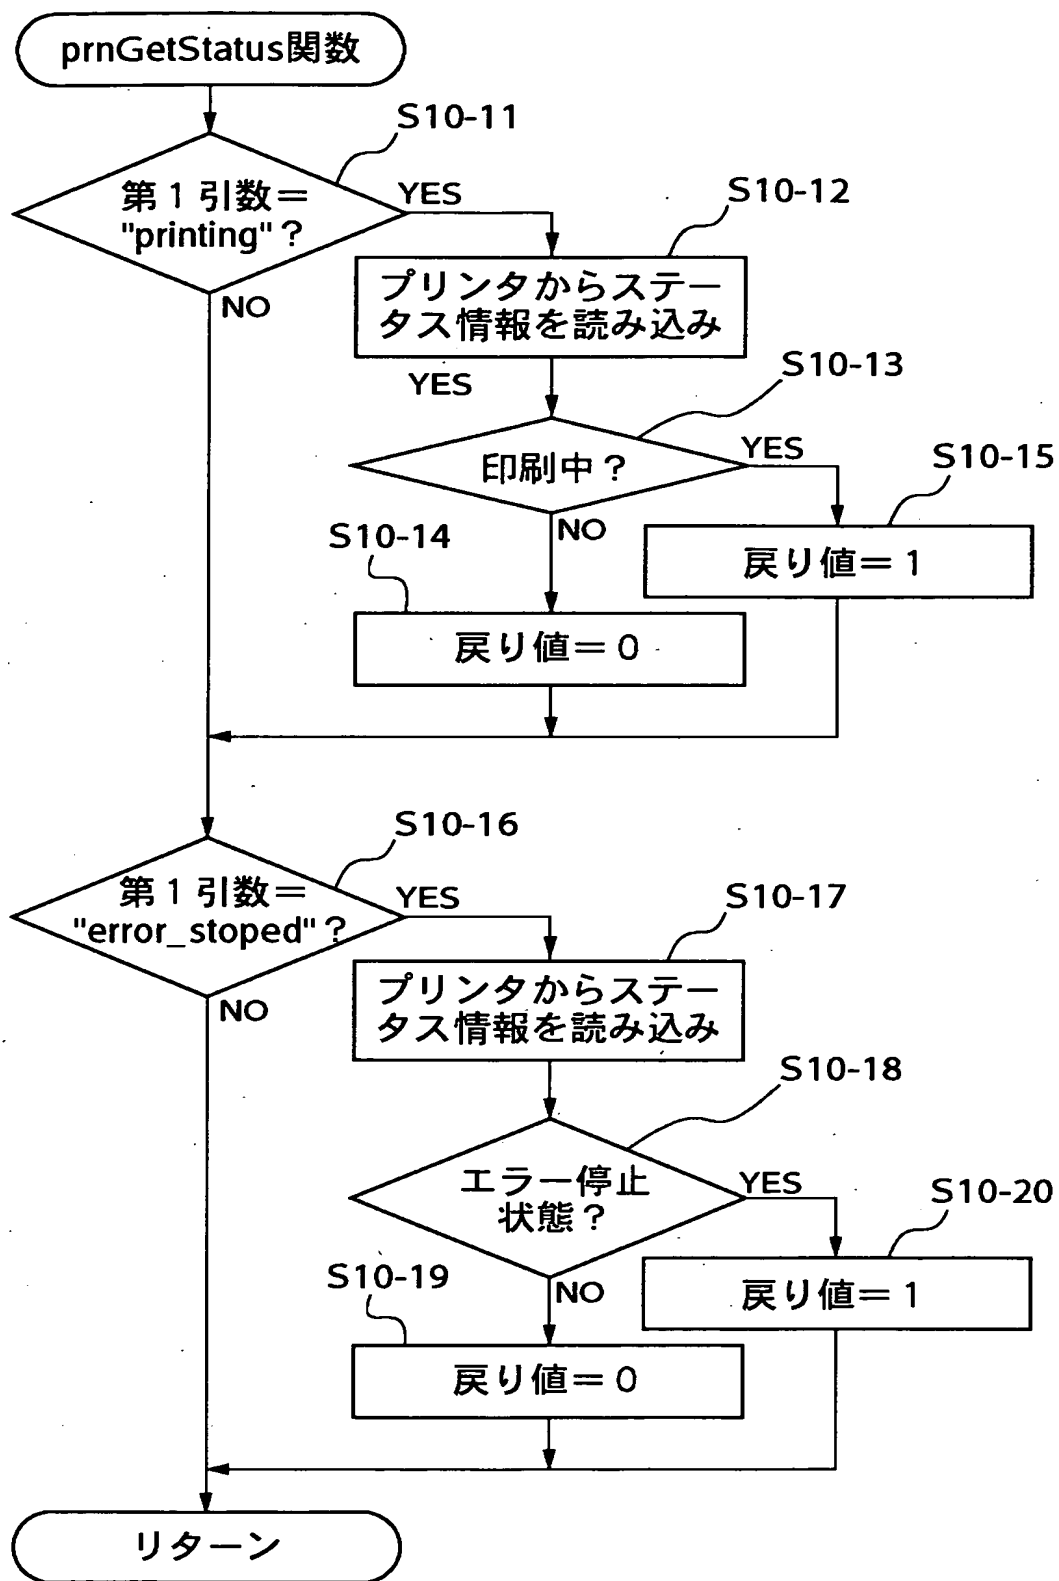 prnGetStatus関数
S10-11
第1引数＝
"printing"？
YES
NO
S10-12
プリンタからステー
タス情報を読み込み
YES
S10-13
印刷中？
YES
NO
S10-15
戻り値＝1
S10-14
戻り値＝0
S10-16
第1引数＝
"error_stoped"？
YES
NO
S10-17
プリンタからステー
タス情報を読み込み
S10-18
エラー停止
状態？
YES
NO
S10-20
戻り値＝1
S10-19
戻り値＝0
リターン